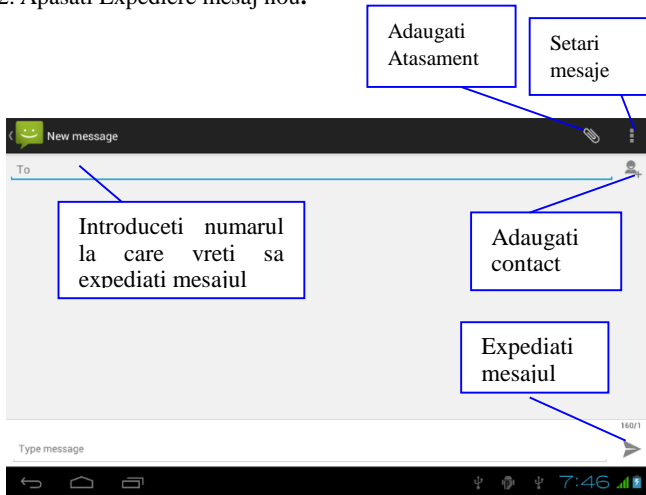 2. Apasati Expediere mesaj nou.
Adaugati
Atasament
Setari
mesaje
New message
To
Introduceti numarul
la care vreti sa
expediati mesajul
Adaugati
contact
Expediati
mesajul
160/1
Type message
7:46